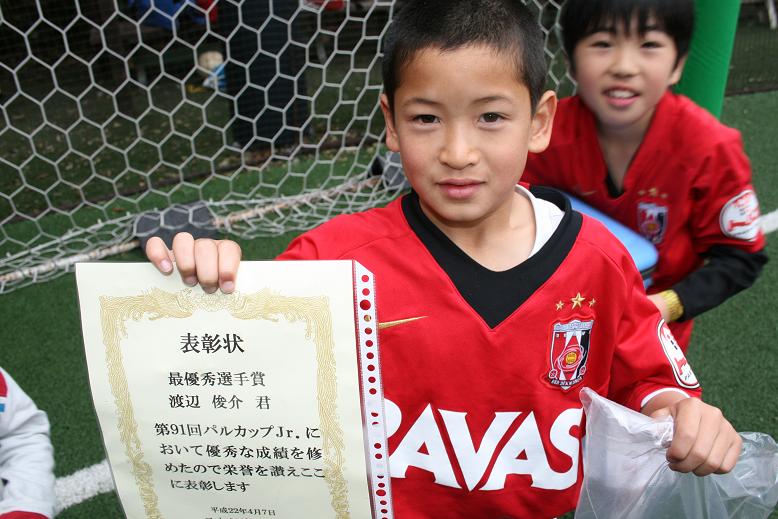 表彰状
最優秀選手賞
渡辺 俊介 君
第91回パルカップJr.に
おいて優秀な成績を修
めたので栄誉を讃えここ
に表彰します
平成22年4月7日
RAVAS